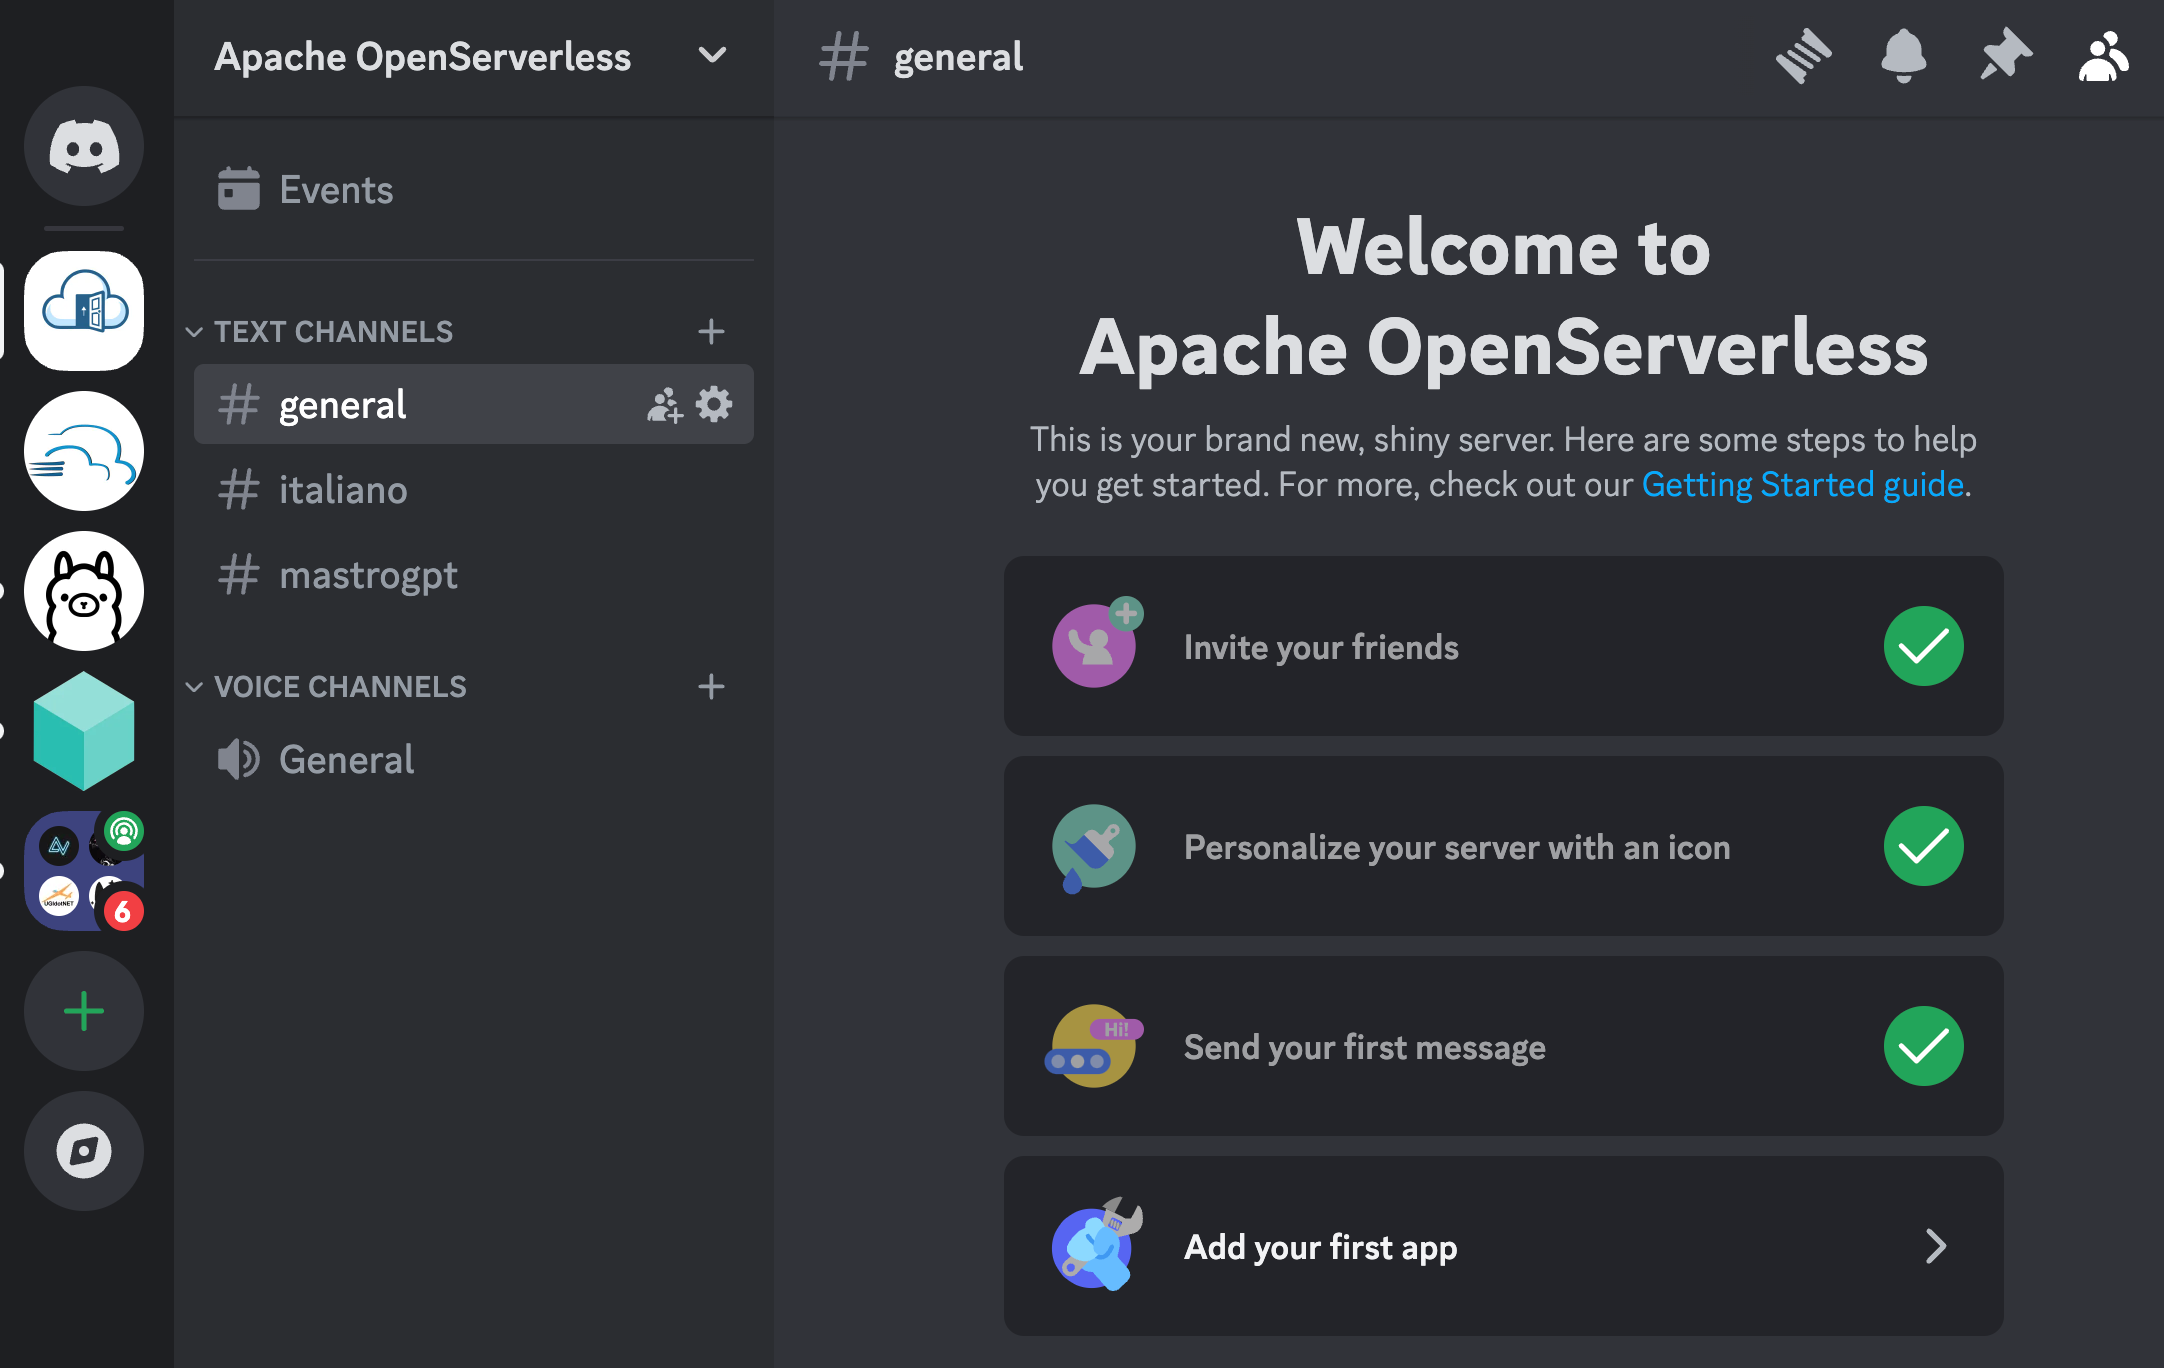 Apache OpenServerless
general
Events
TEXT CHANNELS
general
italiano
mastrogpt
VOICE CHANNELS
General
UGIdotNET
6
Welcome to
Apache OpenServerless
This is your brand new, shiny server. Here are some steps to help
you get started. For more, check out our Getting Started guide.
Invite your friends
Personalize your server with an icon
Hi!
Send your first message
Add your first app